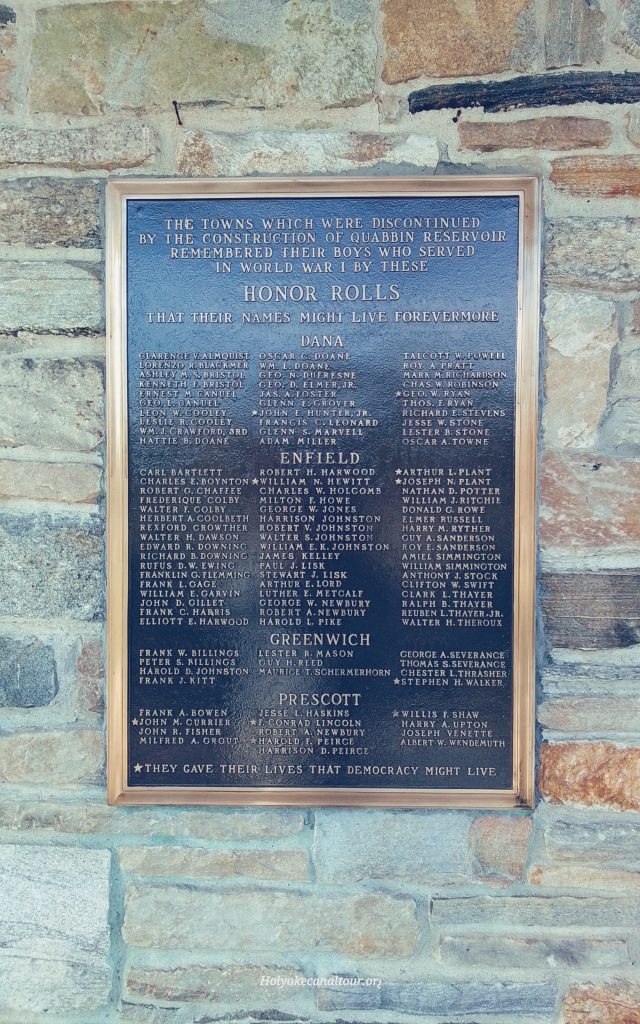 THE TOWNS WHICH WERE DISCONTINUED
BY THE CONSTRUCTION OF QUABBIN RESERVOIR
REMEMBERED THEIR BOYS WHO SERVED
IN WORLD WAR I BY THESE
HONOR ROLLS
THAT THEIR NAMES MIGHT LIVE FOREVERMORE
DANA
CLARENCE V. ALMQUIST OSCAR C. DOANE TALCOTT W. POWELL
LORENZO R. BLACKMER WM. L. DOANE ROY A. PRATT
ASHLEY M. S. BRISTOL GEO. N. DUFRESNE MARK M. RICHARDSON
KENNETH F. BRISTOL GEO. D. ELMER, JR. CHAS. W. ROBINSON
ERNEST M. CANUEL JAS. A. FOSTER ★GEO. W. RYAN
GEO. L. CANUEL GLENN E. GROVER THOS. F. RYAN
LEON W. COOLEY ★JOHN E. HUNTER, JR. RICHARD E. STEVENS
LESLIE R. COOLEY FRANCIS C. LEONARD JESSE W. STONE
WM. J. CRAWFORD, 3RD GLENN S. MARVELL LESTER B. STONE
HATTIE B. DOANE ADAM MILLER OSCAR A. TOWNE
ENFIELD
CARL BARTLETT ROBERT H. HARWOOD ★ARTHUR L. PLANT
CHARLES E. BOYNTON ★WILLIAM N. HEWITT ★JOSEPH N. PLANT
ROBERT G. CHAFFEE CHARLES W. HOLCOMB NATHAN D. POTTER
FREDERIQUE C. COLBY MILTON F. HOWE WILLIAM J. RITCHIE
WALTER F. COLBY GEORGE W. JONES DONALD G. ROWE
HERBERT A. COOLBETH HARRISON JOHNSTON ELMER RUSSELL
REXFORD CROWTHER ROBERT V. JOHNSTON HARRY M. RYTHER
WALTER H. DAWSON WALTER S. JOHNSTON GUY A. SANDERSON
EDWARD R. DOWNING WILLIAM E. K. JOHNSTON ROY E. SANDERSON
RICHARD B. DOWNING JAMES KELLEY AMIEL SIMMINGTON
RUFUS D. W. EWING PAUL J. LISK WILLIAM SIMMINGTON
FRANKLIN G. FLEMMING STEWART J. LISK ANTHONY J. STOCK
FRANK L. GAGE ARTHUR E. LORD CLIFTON W. SWIFT
WILLIAM E. GARVIN LUTHER E. METCALF CLARK L. THAYER
JOHN D. GILLET GEORGE W. NEWBURY RALPH B. THAYER
FRANK C. HARRIS ROBERT A. NEWBURY REUBEN L. THAYER, JR.
ELLIOTT E. HARWOOD HAROLD L. PIKE WALTER H. THEROUX
GREENWICH
FRANK W. BILLINGS LESTER R. MASON GEORGE A. SEVERANCE
PETER S. BILLINGS GUY H. REED THOMAS S. SEVERANCE
HAROLD D. JOHNSTON MAURICE T. SCHERMERHORN CHESTER L. THRASHER
FRANK J. KITT ★STEPHEN H. WALKER
PRESCOTT
FRANK A. BOWEN JESSE L. HASKINS ★WILLIS F. SHAW
★JOHN M. CURRIER ★F. CONRAD LINCOLN HARRY A. UPTON
JOHN R. FISHER ROBERT A. NEWBURY JOSEPH VENETTE
MILFRED A. GROUT ★HAROLD F. PEIRCE ALBERT W. WENDEMUTH
HARRISON D. PEIRCE
★THEY GAVE THEIR LIVES THAT DEMOCRACY MIGHT LIVE
Holyokecanaltour.org